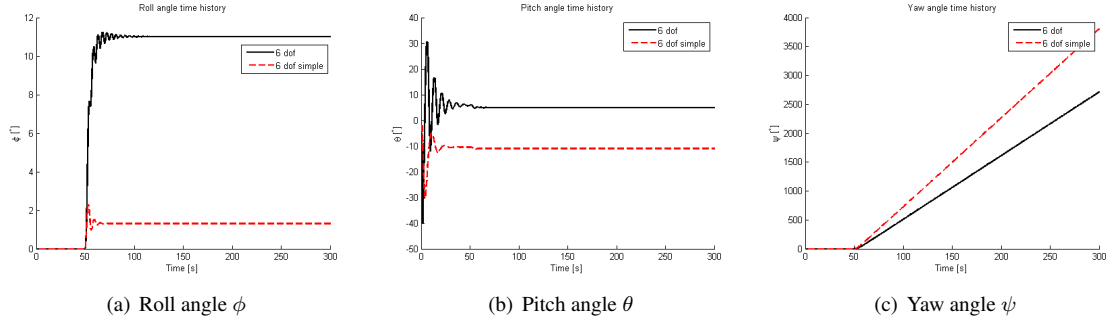 Roll angle time history
12
10
8
6
4
2
0
ϕ [°]
0 50 100 150 200 250 300
Time [s]
6 dof
6 dof simple
(a) Roll angle ϕ
Pitch angle time history
40
30
20
10
0
-10
-20
-30
-40
-50
θ [°]
0 50 100 150 200 250 300
Time [s]
6 dof
6 dof simple
(b) Pitch angle θ
Yaw angle time history
4000
3500
3000
2500
2000
1500
1000
500
0
ψ [°]
0 50 100 150 200 250 300
Time [s]
6 dof
6 dof simple
(c) Yaw angle ψ